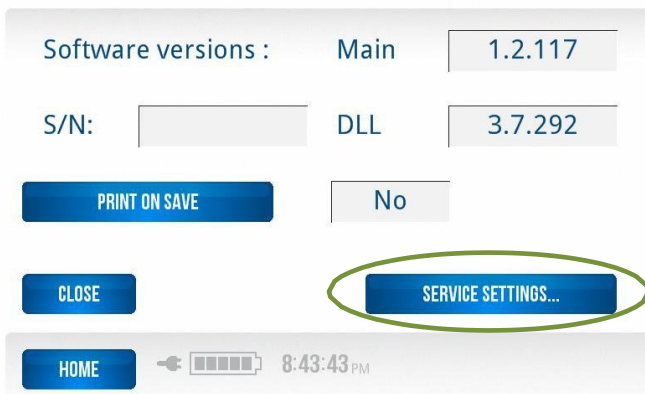 Software versions : Main 1.2.117
S/N: DLL 3.7.292
PRINT ON SAVE No
CLOSE SERVICE SETTINGS...
HOME 8:43:43 PM